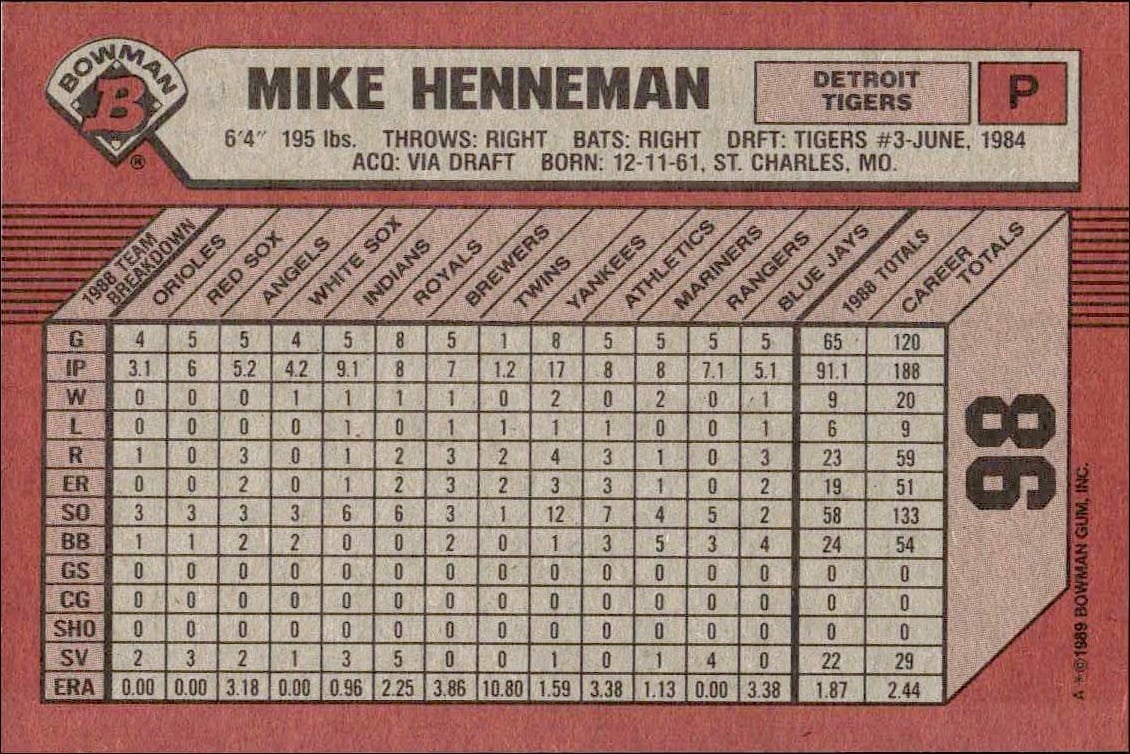 BOWMAN
B
®
MIKE HENNEMAN
DETROIT
TIGERS
P
6'4" 195 lbs. THROWS: RIGHT BATS: RIGHT DRFT: TIGERS #3-JUNE, 1984
ACQ: VIA DRAFT BORN: 12-11-61, ST. CHARLES, MO.
1988 TEAM BREAKDOWN ORIOLES RED SOX ANGELS WHITE SOX INDIANS ROYALS BREWERS TWINS YANKEES ATHLETICS MARINERS RANGERS BLUE JAYS 1988 TOTALS CAREER TOTALS
G 4 5 5 4 5 8 5 1 8 5 5 5 5 65 120
IP 3.1 6 5.2 4.2 9.1 8 7 1.2 17 8 8 7.1 5.1 91.1 188
W 0 0 0 1 1 1 1 0 2 0 2 0 1 9 20
L 0 0 0 0 1 0 1 1 1 1 0 0 1 6 9
R 1 0 3 0 1 2 3 2 4 3 1 0 3 23 59
ER 0 0 2 0 1 2 3 2 3 3 1 0 2 19 51
SO 3 3 3 3 6 6 3 1 12 7 4 5 2 58 133
BB 1 1 2 2 0 0 2 0 1 3 5 3 4 24 54
GS 0 0 0 0 0 0 0 0 0 0 0 0 0 0 0
CG 0 0 0 0 0 0 0 0 0 0 0 0 0 0 0
SHO 0 0 0 0 0 0 0 0 0 0 0 0 0 0 0
SV 2 3 2 1 3 5 0 0 1 0 1 4 0 22 29
ERA 0.00 0.00 3.18 0.00 0.96 2.25 3.86 10.80 1.59 3.38 1.13 0.00 3.38 1.87 2.44
98
A *©1989 BOWMAN GUM, INC.